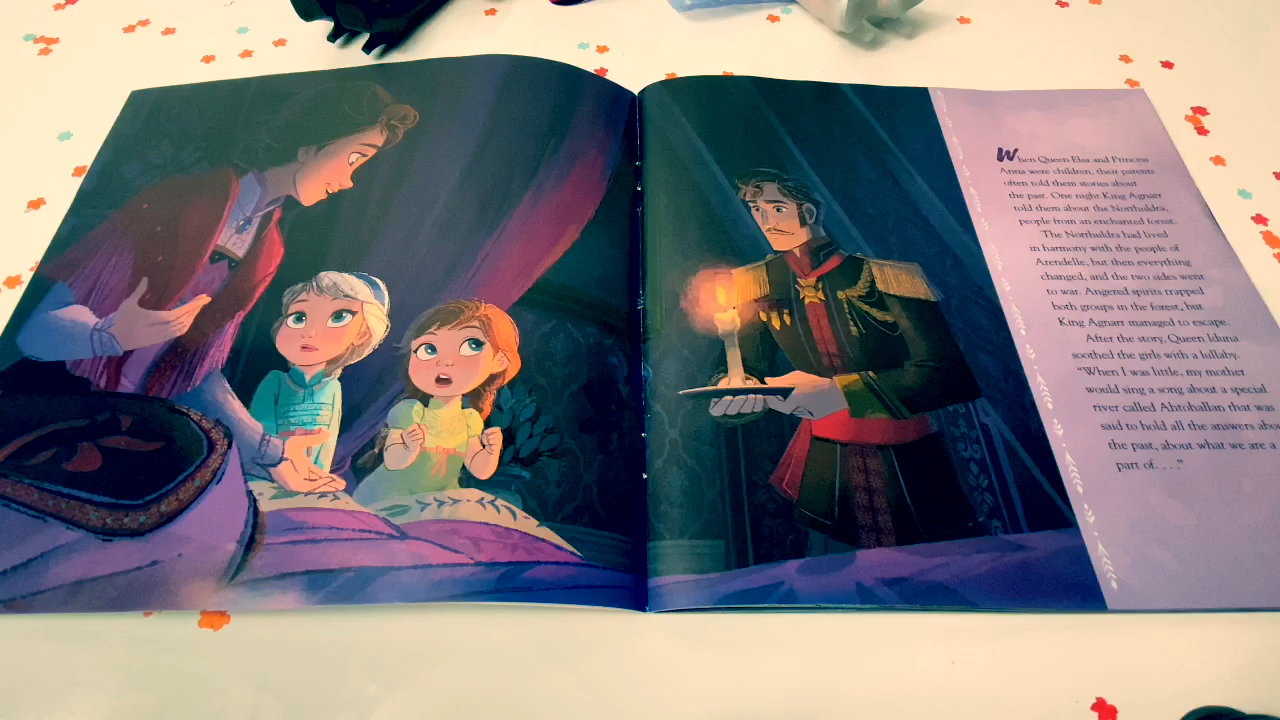 When Queen Elsa and Princess
Anna were children, their parents
often told them stories about
the past. One night King Agnarr
told them about the Northuldra,
people from an enchanted forest.
The Northuldra had lived
in harmony with the people of
Arendelle, but then everything
changed, and the two sides went
to war. Angered spirits trapped
both groups in the forest, but
King Agnarr managed to escape.
After the story, Queen Iduna
soothed the girls with a lullaby.
"When I was little, my mother
would sing a song about a special
river called Ahtohallan that was
said to hold all the answers abou
the past, about what we are a
part of. . . ."